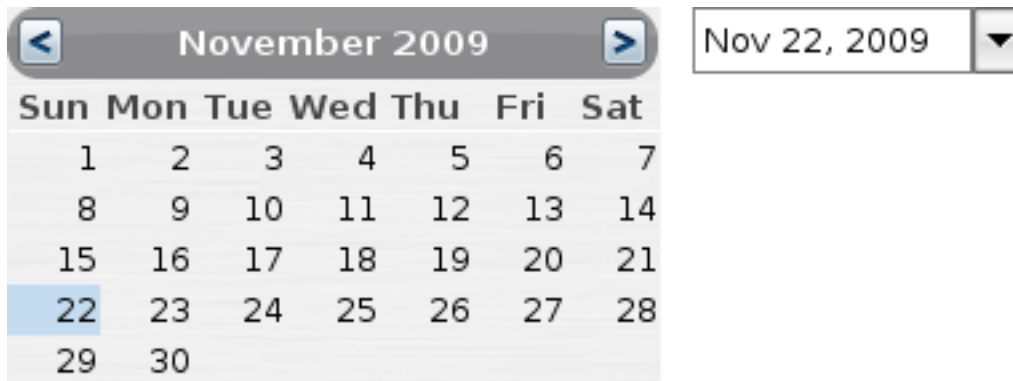 < November 2009 >
Nov 22, 2009
Sun Mon Tue Wed Thu Fri Sat
1 2 3 4 5 6 7
8 9 10 11 12 13 14
15 16 17 18 19 20 21
22 23 24 25 26 27 28
29 30